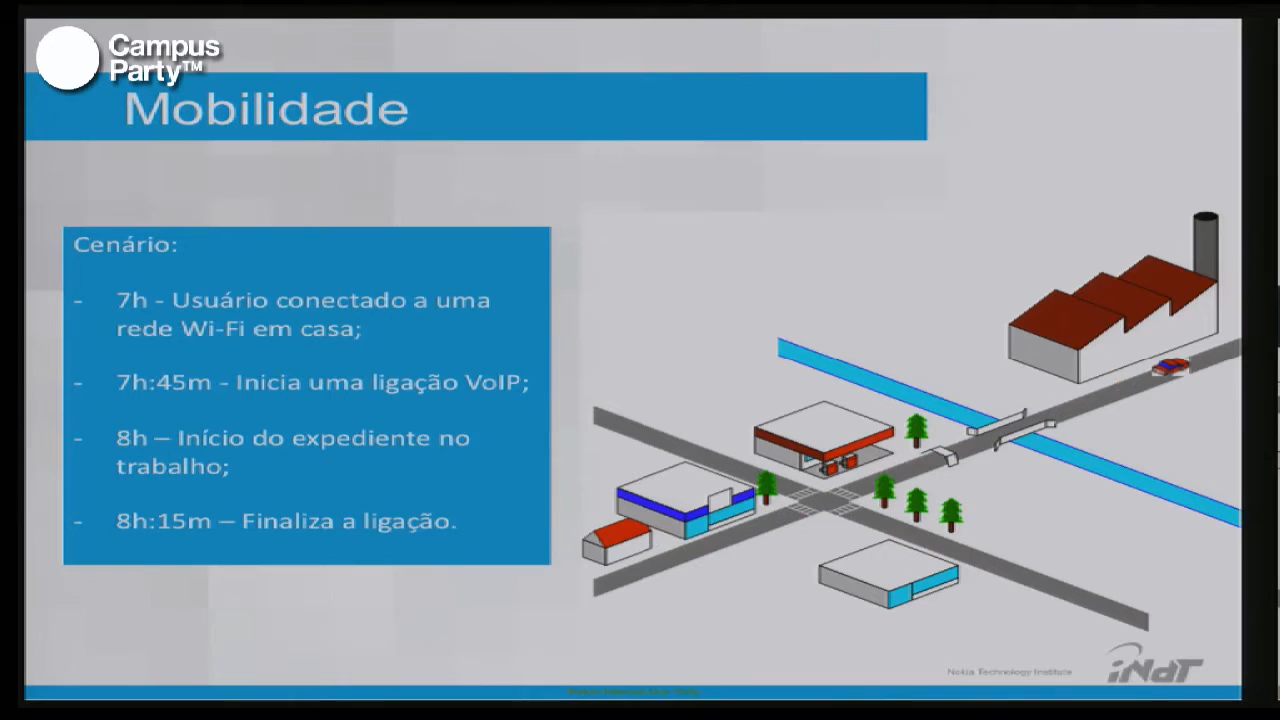 Campus
Party™
Mobilidade
Cenário:
- 7h - Usuário conectado a uma
rede Wi-Fi em casa;
- 7h:45m - Inicia uma ligação VoIP;
- 8h – Início do expediente no
trabalho;
- 8h:15m – Finaliza a ligação.
Nokia Technology Institute
iNdT